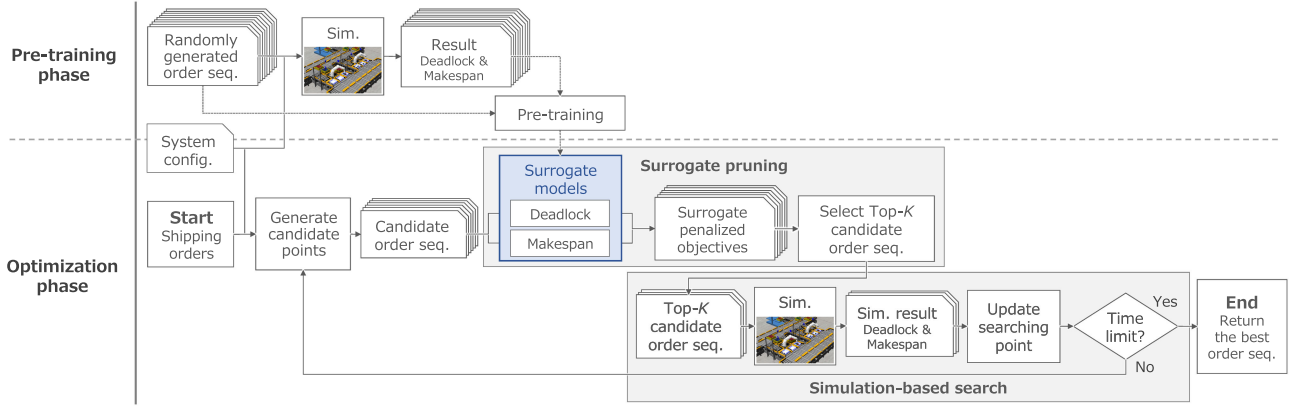 Pre-training
phase
Randomly
generated
order seq.
Sim.
Result
Deadlock &
Makespan
Pre-training
System
config.
Optimization
phase
Start
Shipping
orders
Generate
candidate
points
Candidate
order seq.
Surrogate
models
Deadlock
Makespan
Surrogate pruning
Surrogate
penalized
objectives
Select Top-K
candidate
order seq.
Top-K
candidate
order seq.
Sim.
Sim. result
Deadlock &
Makespan
Update
searching
point
Time
limit?
Yes
No
End
Return
the best
order seq.
Simulation-based search